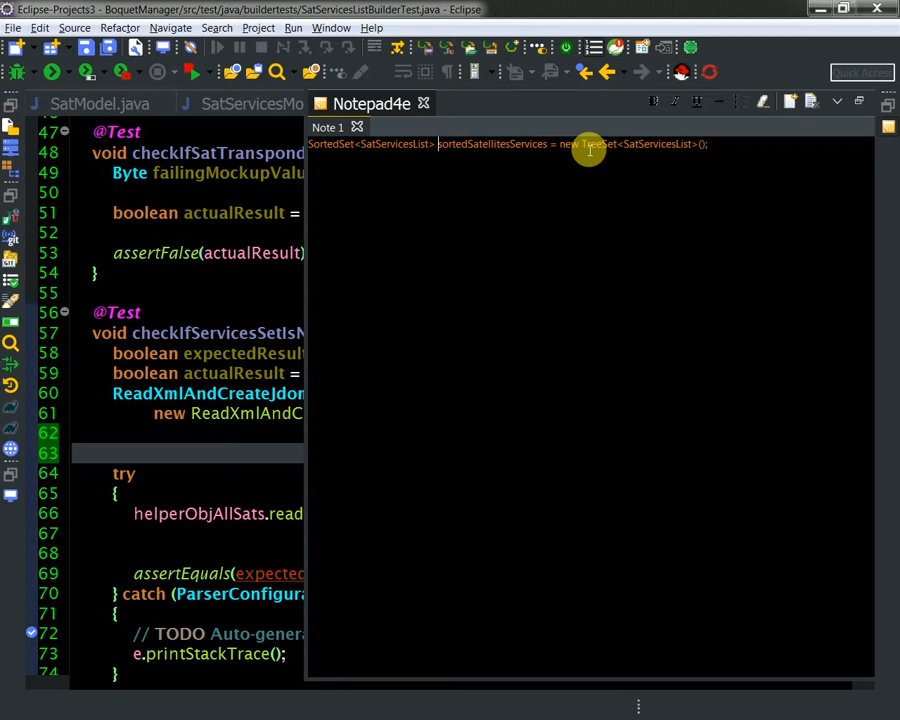 Eclipse-Projects3 - BoquetManager/src/test/java/buildertests/SatServicesListBuilderTest.java - Eclipse
File Edit Source Refactor Navigate Search Project Run Window Help
Quick Access
SatModel.java SatServicesMo Notepad4e
Note 1
SortedSet<SatServicesList> sortedSatellitesServices = new TreeSet<SatServicesList>();
47 @Test
48 void checkIfSatTranspond
49 Byte failingMockupValu
50
51 boolean actualResult =
52
53 assertFalse(actualResult)
54 }
55
56 @Test
57 void checkIfServicesSetIsN
58 boolean expectedResul
59 boolean actualResult =
60 ReadXmlAndCreateJdom
61 new ReadXmlAndC
62
63
64 try
65 {
66 helperObjAllSats.read
67
68
69 assertEquals(expected
70 } catch (ParserConfigura
71 {
72 // TODO Auto-genera
73 e.printStackTrace();
74 }